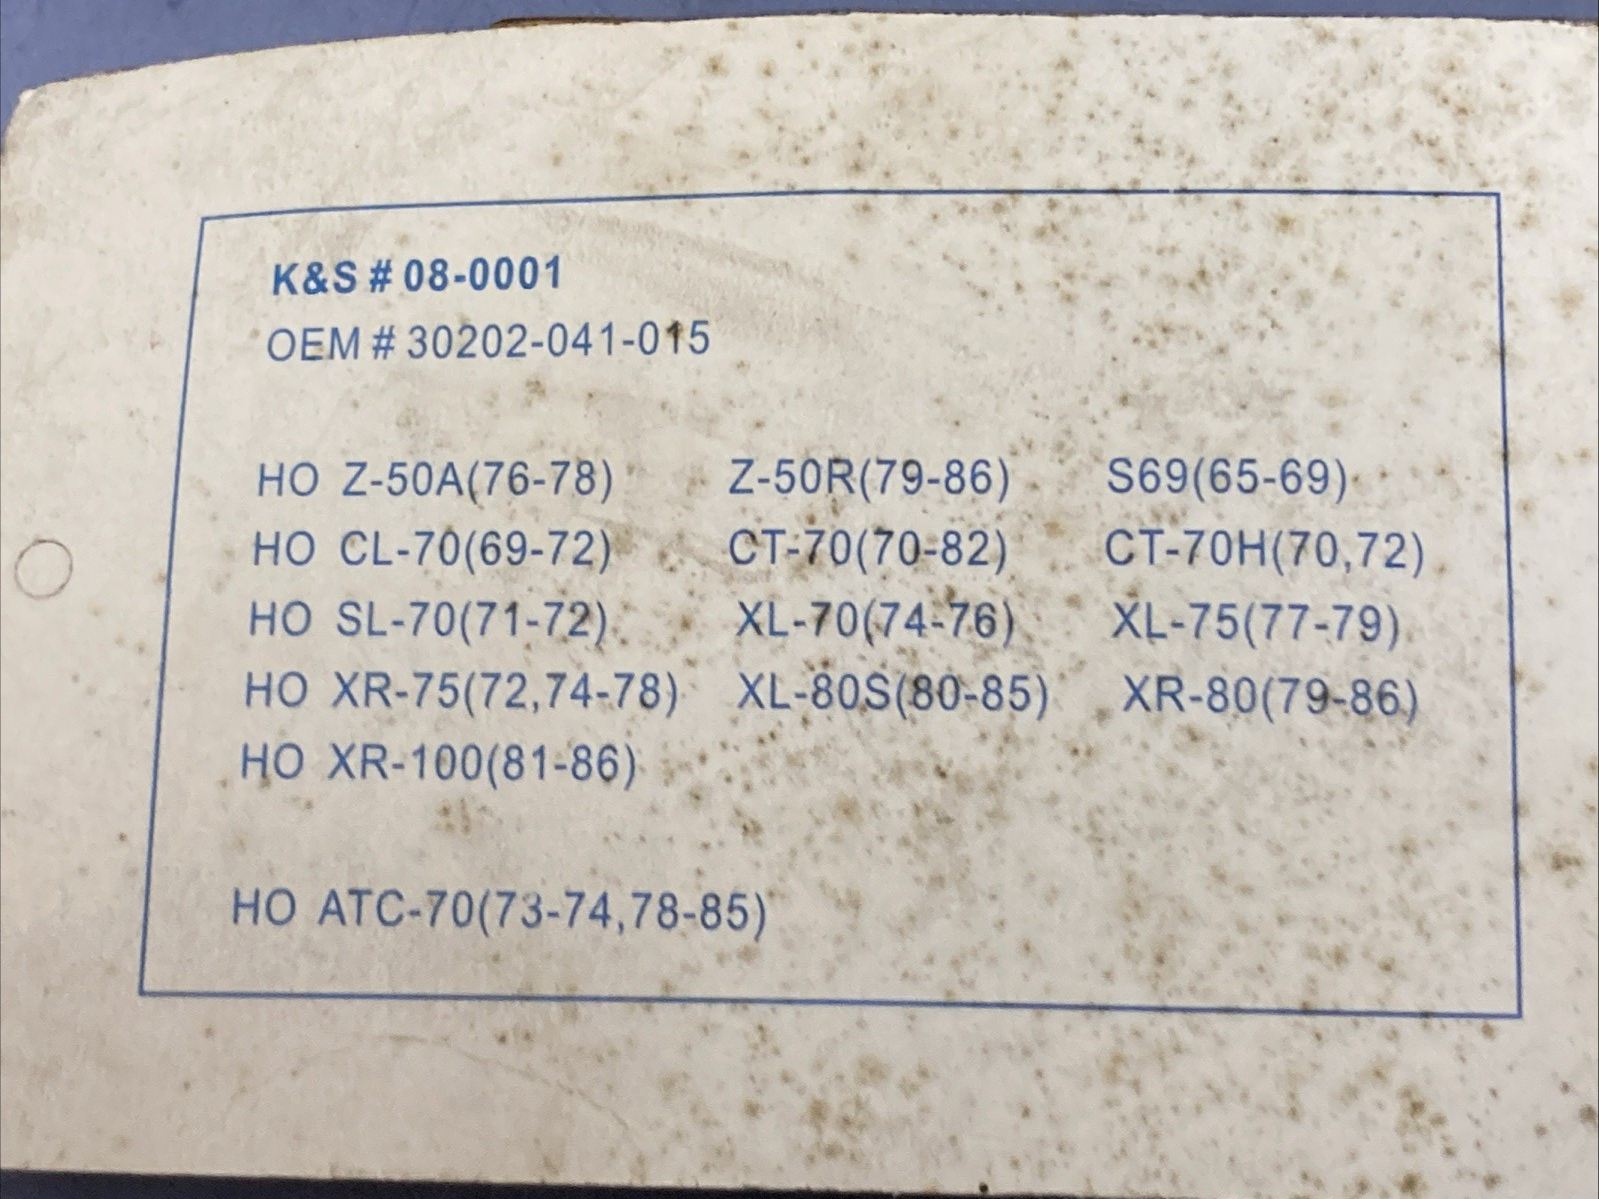 K&S # 08-0001
OEM # 30202-041-015
HO Z-50A(76-78) Z-50R(79-86) S69(65-69)
HO CL-70(69-72) CT-70(70-82) CT-70H(70,72)
HO SL-70(71-72) XL-70(74-76) XL-75(77-79)
HO XR-75(72,74-78) XL-80S(80-85) XR-80(79-86)
HO XR-100(81-86)
HO ATC-70(73-74,78-85)